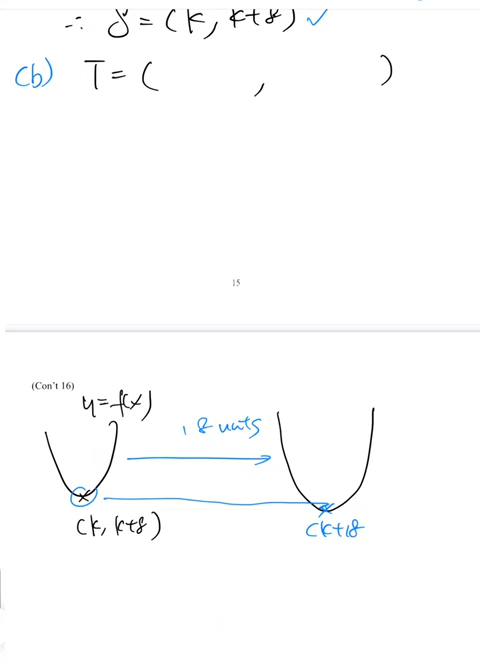 ∴ S = (k, k+8) ✓
(b) T = ( , )
15
(Con't 16)
y=f(x)
18 units
(k, k+8)
(k+18